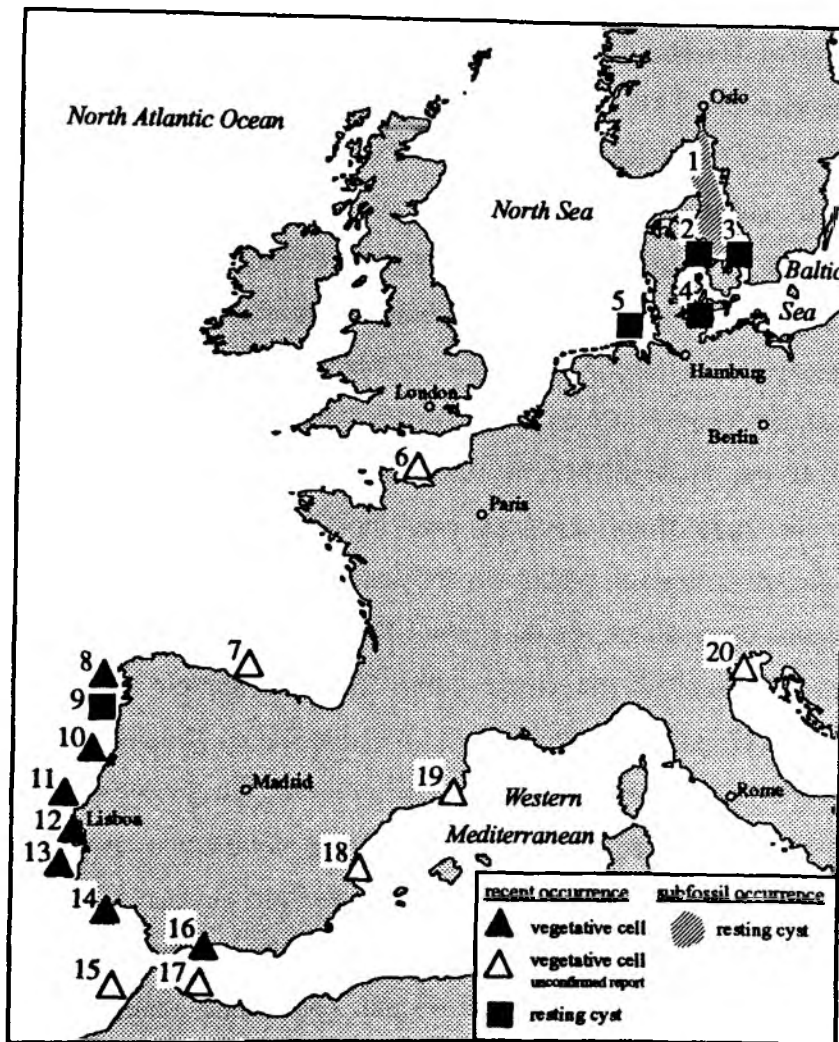 Oslo
North Atlantic Ocean
1
North Sea
2
3
Baltic
Sea
4
5
Hamburg
London
Berlin
6
Paris
7
8
20
9
10
Madrid
19
11
Western
Mediterranean
Rome
12
Lisboa
13
18
14
16
15
17
recent occurrence
subfossil occurrence
vegetative cell
resting cyst
vegetative cell
unconfirmed report
resting cyst